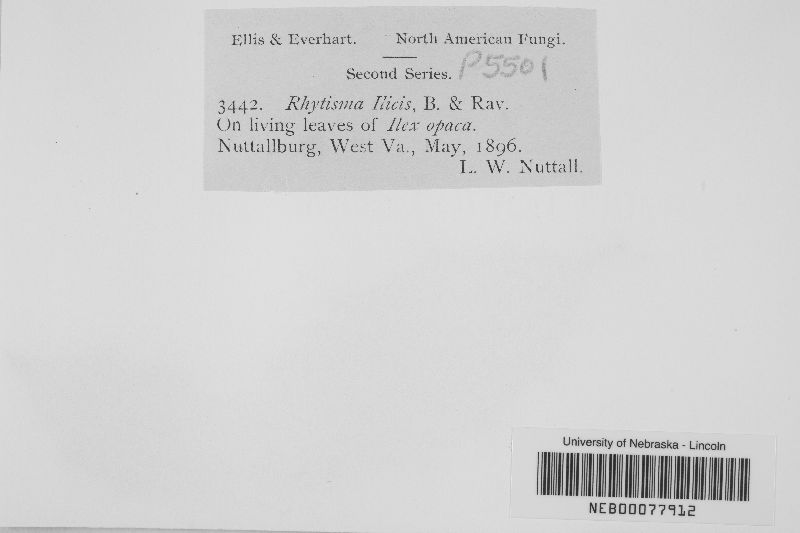 Ellis & Everhart. North American Fungi.
Second Series. P5501
3442. Rhytisma Ilicis, B. & Rav.
On living leaves of Ilex opaca.
Nuttallburg, West Va., May, 1896.
L. W. Nuttall.
University of Nebraska - Lincoln
NEB00077912